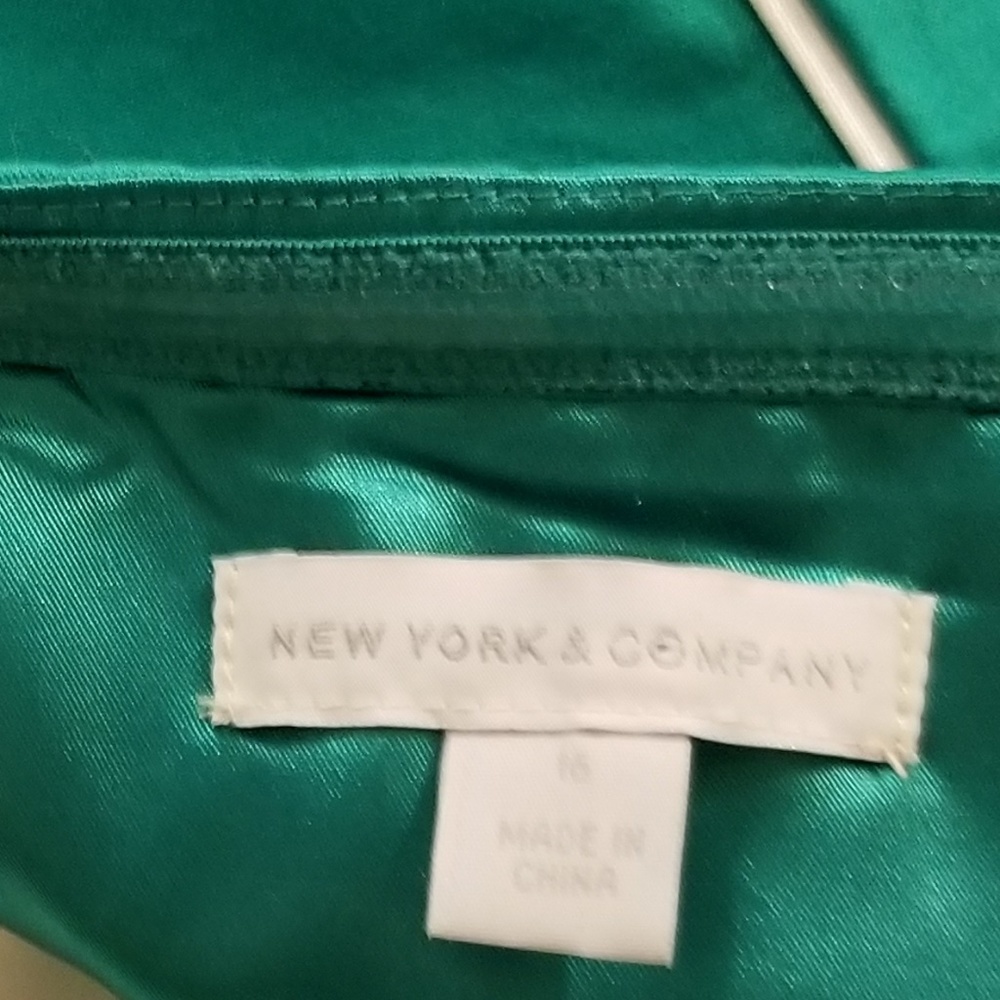 NEW YORK & COMPANY
16
MADE IN
CHINA